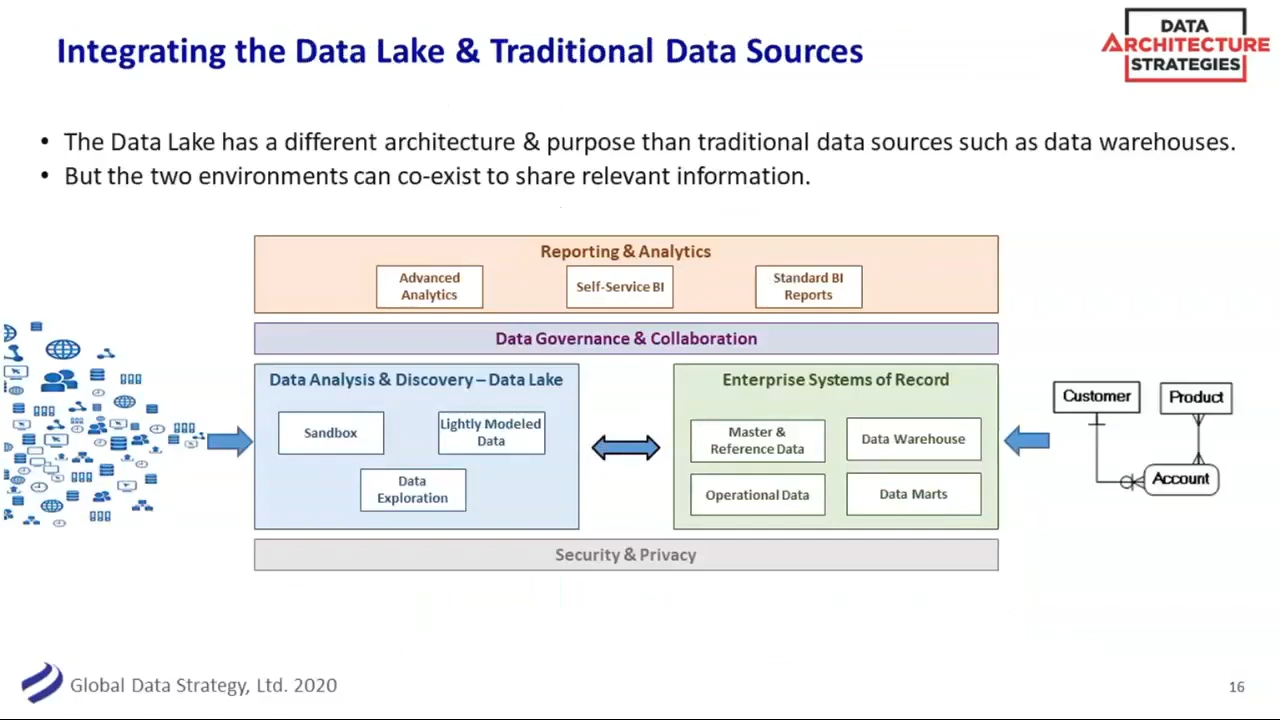 Integrating the Data Lake & Traditional Data Sources
DATA
ARCHITECTURE
STRATEGIES
• The Data Lake has a different architecture & purpose than traditional data sources such as data warehouses.
• But the two environments can co-exist to share relevant information.
Reporting & Analytics
Advanced
Analytics
Self-Service BI
Standard BI
Reports
Data Governance & Collaboration
Data Analysis & Discovery – Data Lake
Sandbox
Lightly Modeled
Data
Data
Exploration
Enterprise Systems of Record
Master &
Reference Data
Data Warehouse
Operational Data
Data Marts
Customer
Product
Account
Security & Privacy
Global Data Strategy, Ltd. 2020
16